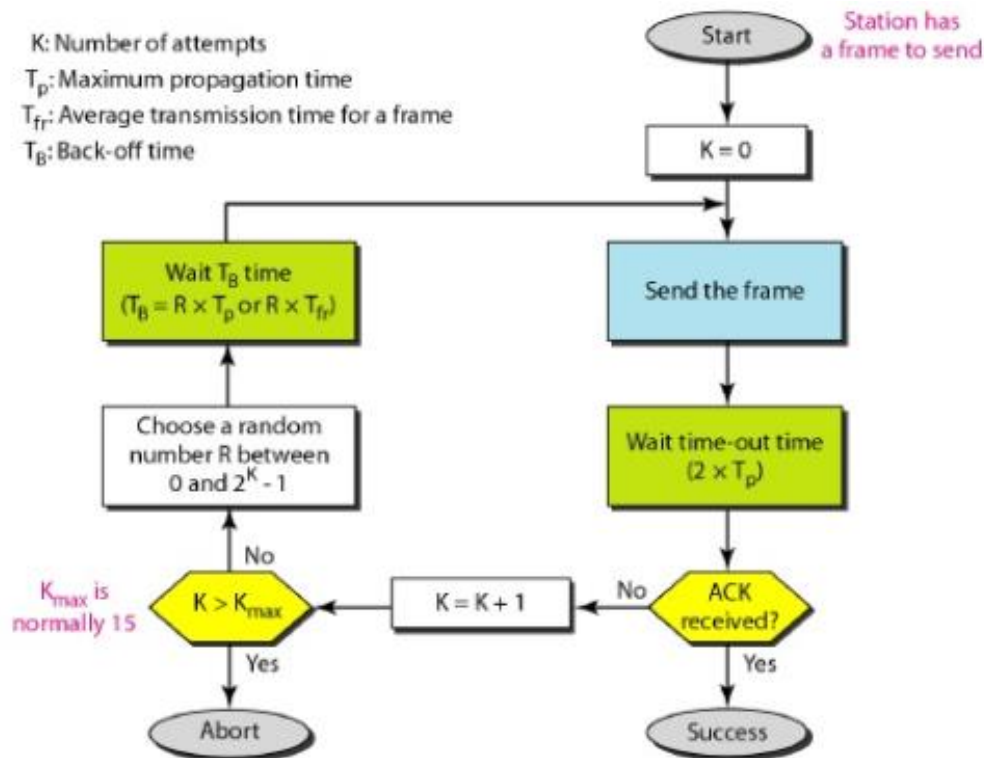 K: Number of attempts
Tp: Maximum propagation time
Tfr: Average transmission time for a frame
TB: Back-off time
Start
Station has
a frame to send
K = 0
Wait TB time
(TB = R × Tp or R × Tfr)
Send the frame
Choose a random
number R between
0 and 2^K - 1
Wait time-out time
(2 × Tp)
No
Kmax is
normally 15
K > Kmax
K = K + 1
No
ACK
received?
Yes
Yes
Abort
Success